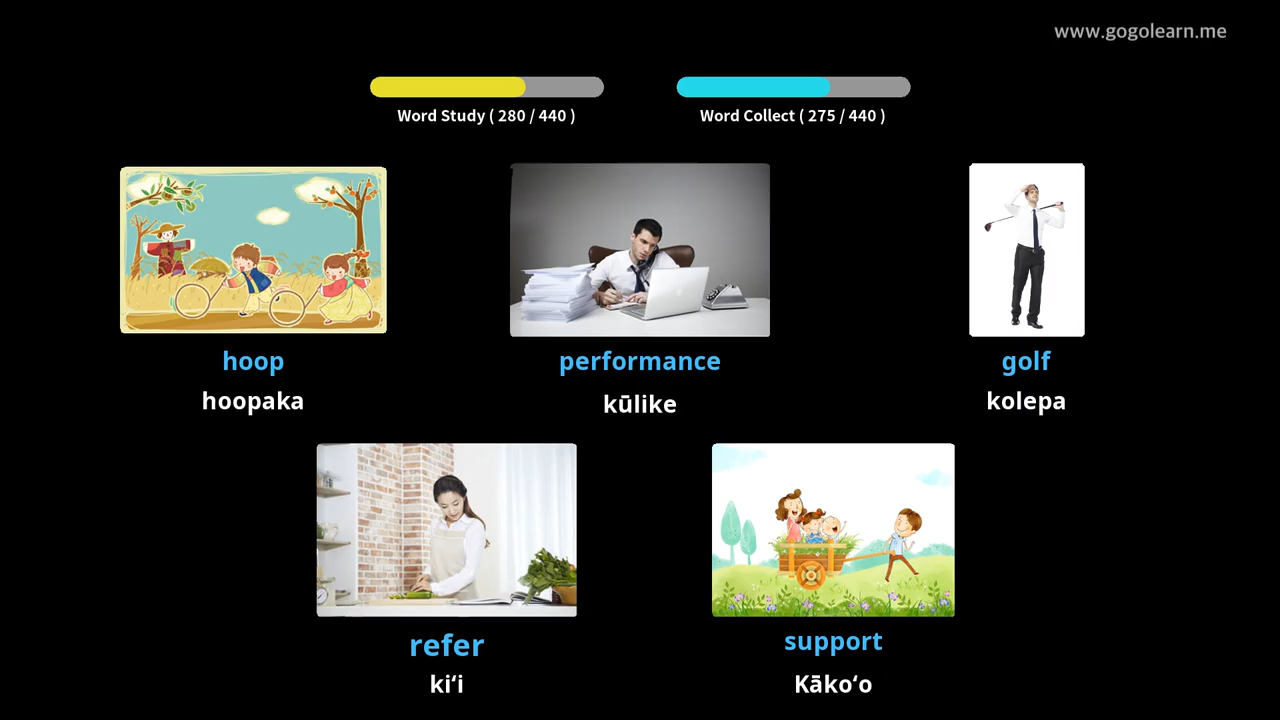 www.gogolearn.me
Word Study ( 280 / 440 )
Word Collect ( 275 / 440 )
hoop
hoopaka
performance
kūlike
golf
kolepa
refer
kiʻi
support
Kākoʻo